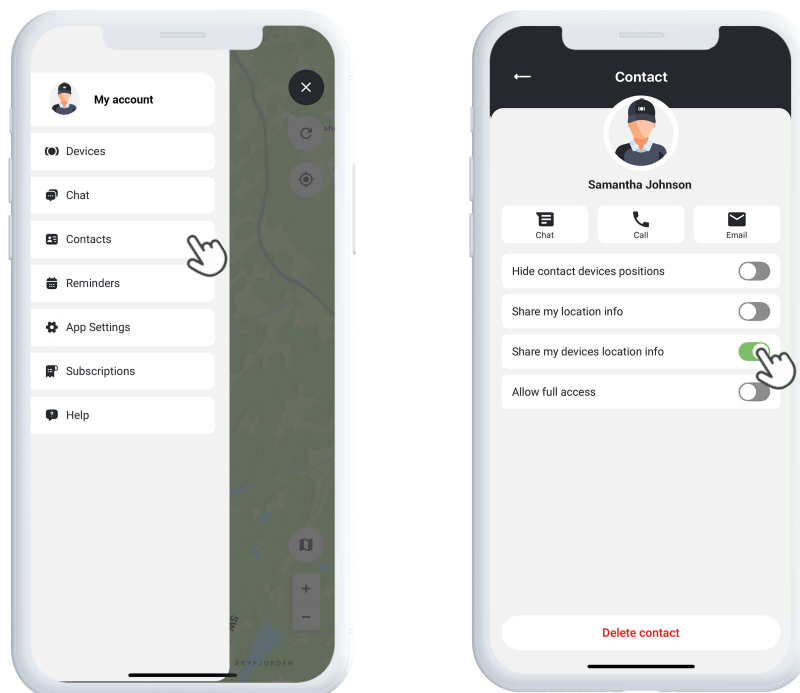 My account
Devices
Chat
Contacts
Reminders
App Settings
Subscriptions
Help
+
−
ANYFJORDEN
Contact
Samantha Johnson
Chat
Call
Email
Hide contact devices positions
Share my location info
Share my devices location info
Allow full access
Delete contact